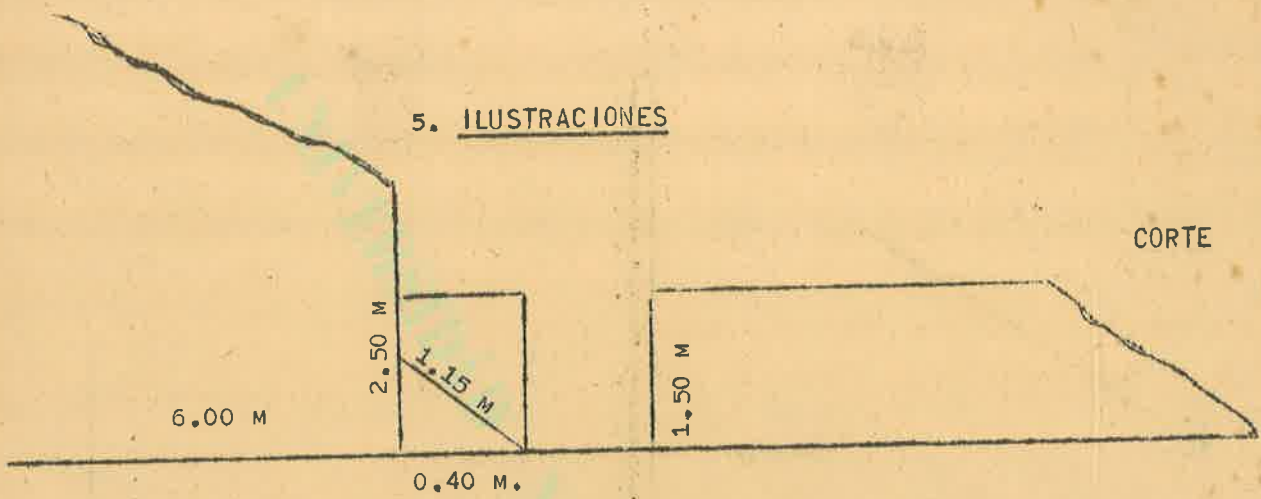 5. ILUSTRACIONES
CORTE
2.50 M
1.15 M
1.50 M
6.00 M
0.40 M.